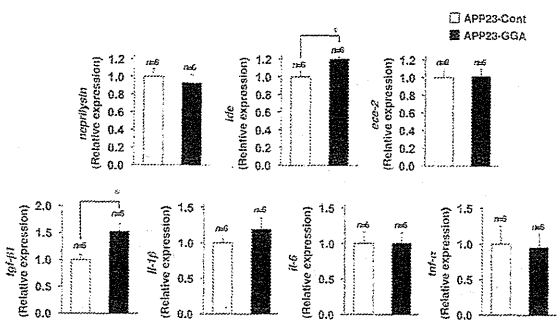 APP23-Cont
APP23-GGA
neprilysin
(Relative expression)
1.2
1.0
0.8
0.6
0.4
0.2
0.0
n=6
n=6
ide
(Relative expression)
1.2
1.0
0.8
0.6
0.4
0.2
0.0
n=6
n=6
*
ece-2
(Relative expression)
1.2
1.0
0.8
0.6
0.4
0.2
0.0
n=6
n=6
tgf-β1
(Relative expression)
2.0
1.5
1.0
0.5
0.0
n=6
n=6
*
il-1β
(Relative expression)
1.5
1.0
0.5
0.0
n=6
n=6
il-6
(Relative expression)
1.5
1.0
0.5
0.0
n=6
n=6
tnf-α
(Relative expression)
1.5
1.0
0.5
0.0
n=6
n=6